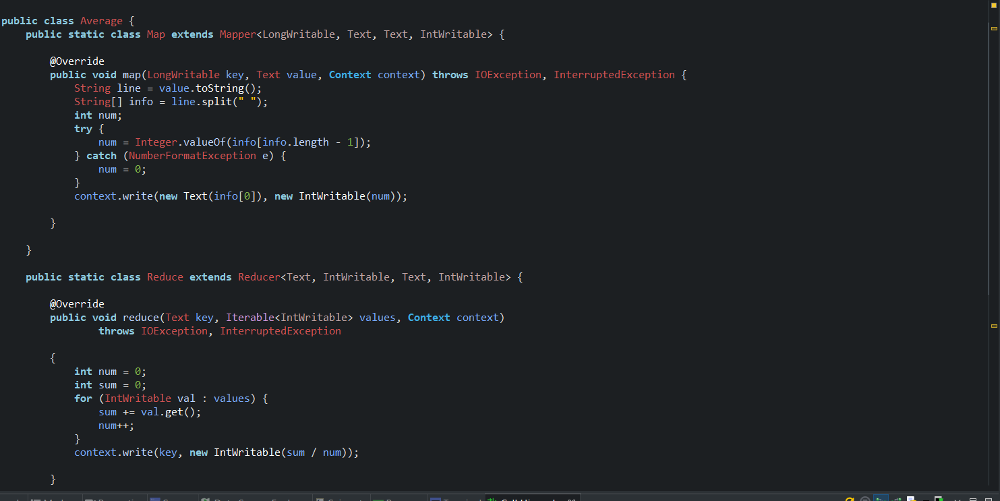 public class Average {
    public static class Map extends Mapper<LongWritable, Text, Text, IntWritable> {
        @Override
        public void map(LongWritable key, Text value, Context context) throws IOException, InterruptedException {
            String line = value.toString();
            String[] info = line.split(" ");
            int num;
            try {
                num = Integer.valueOf(info[info.length - 1]);
            } catch (NumberFormatException e) {
                num = 0;
            }
            context.write(new Text(info[0]), new IntWritable(num));
        }
    }
    public static class Reduce extends Reducer<Text, IntWritable, Text, IntWritable> {
        @Override
        public void reduce(Text key, Iterable<IntWritable> values, Context context)
                throws IOException, InterruptedException
        {
            int num = 0;
            int sum = 0;
            for (IntWritable val : values) {
                sum += val.get();
                num++;
            }
            context.write(key, new IntWritable(sum / num));
        }